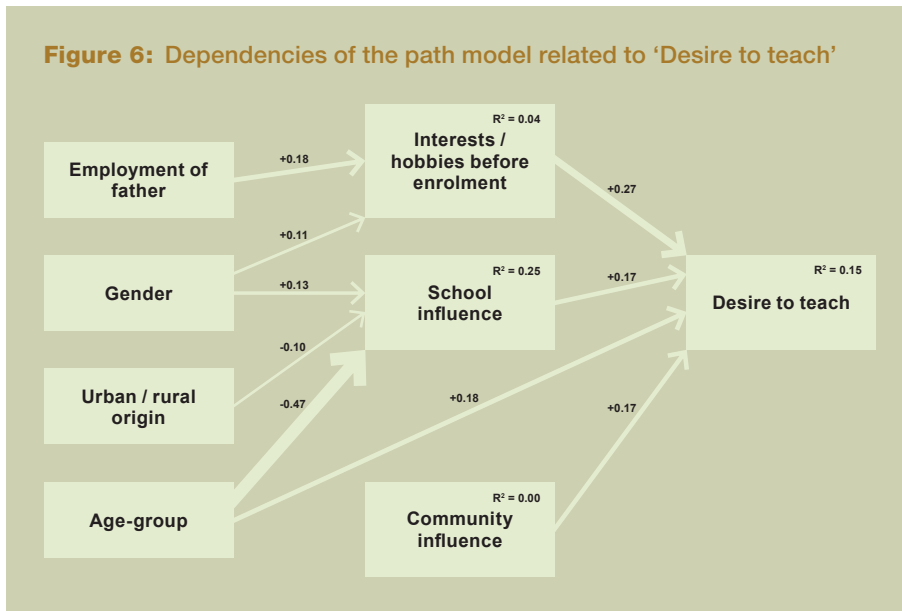 Figure 6: Dependencies of the path model related to ‘Desire to teach’
Employment of
father
Gender
Urban / rural
origin
Age-group
+0.18
+0.11
+0.13
-0.10
-0.47
R² = 0.04
Interests /
hobbies before
enrolment
R² = 0.25
School
influence
+0.18
R² = 0.00
Community
influence
+0.27
+0.17
+0.17
R² = 0.15
Desire to teach